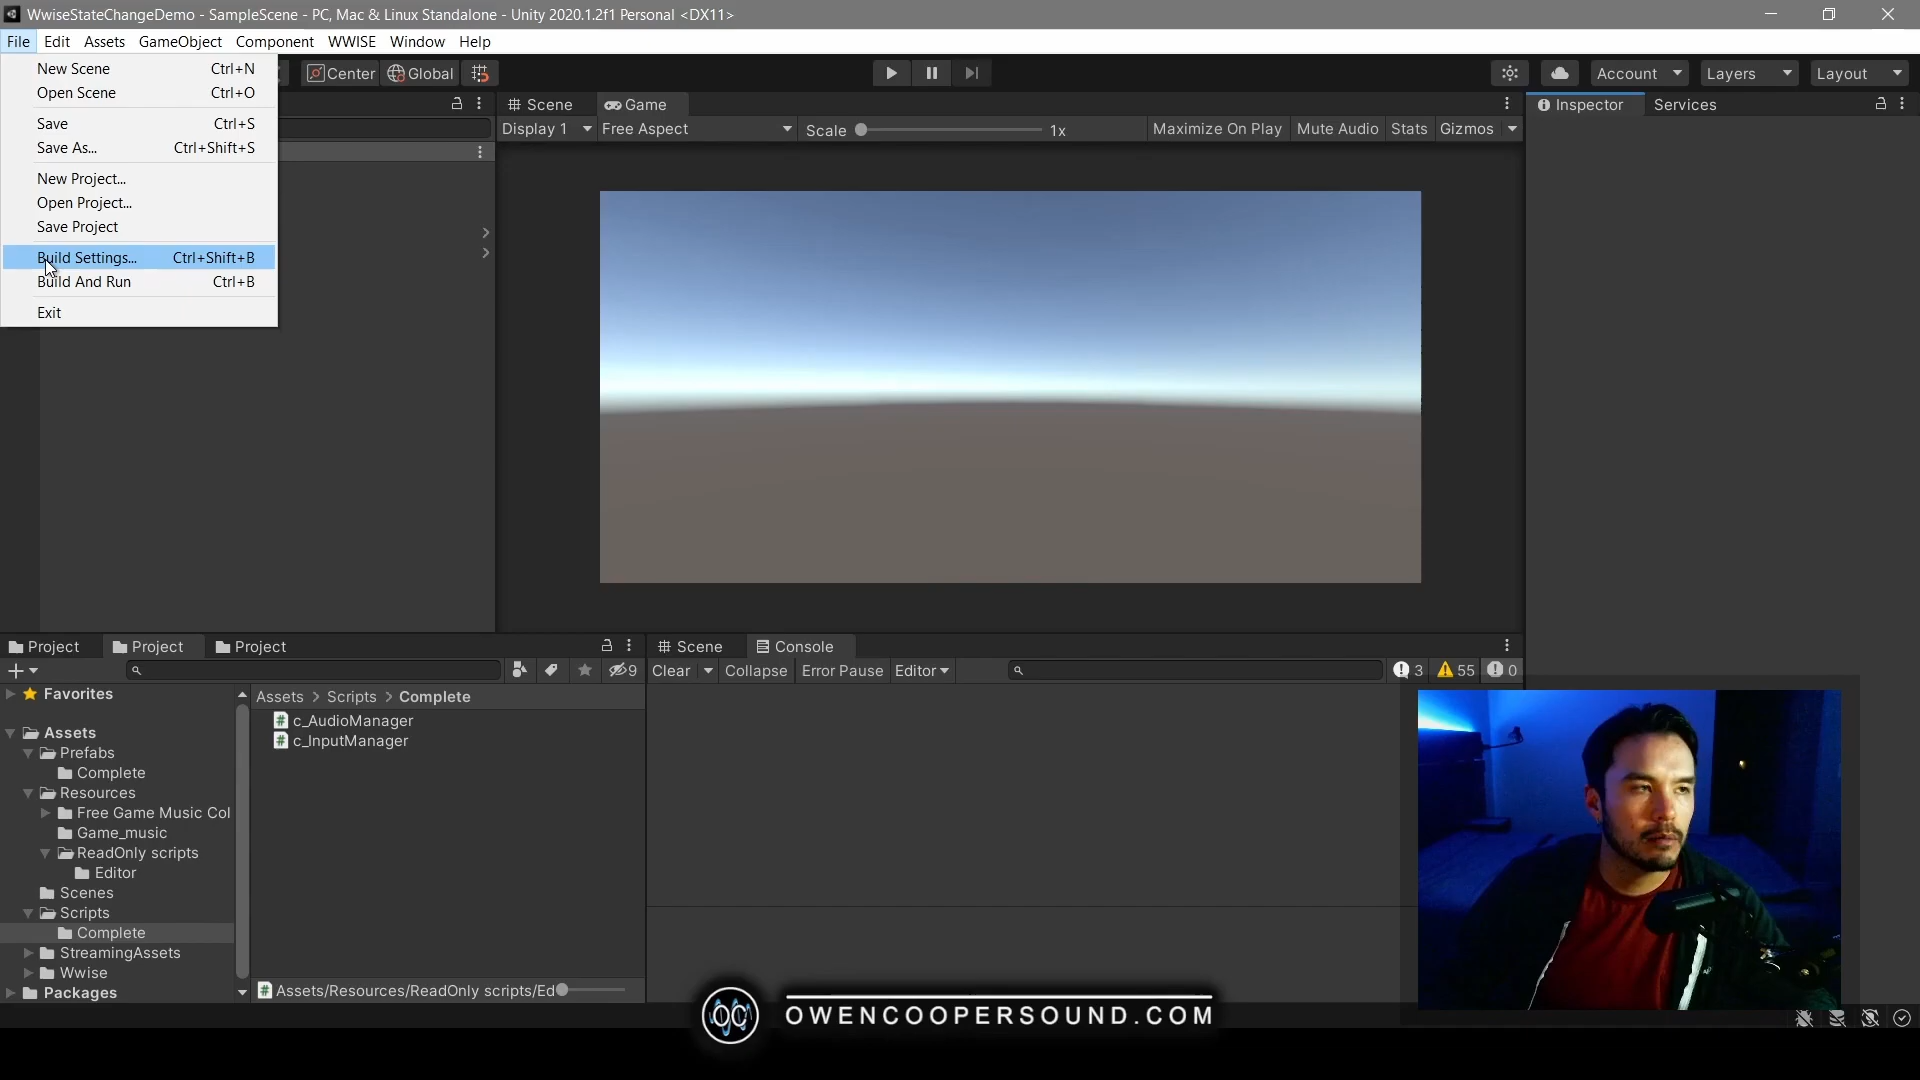 WwiseStateChangeDemo - SampleScene - PC, Mac & Linux Standalone - Unity 2020.1.2f1 Personal <DX11>
File Edit Assets GameObject Component WWISE Window Help
New Scene Ctrl+N
Open Scene Ctrl+O
Save Ctrl+S
Save As... Ctrl+Shift+S
New Project...
Open Project...
Save Project
Build Settings... Ctrl+Shift+B
Build And Run Ctrl+B
Exit
Center Global
Account Layers Layout
Scene Game
Display 1 Free Aspect Scale 1x Maximize On Play Mute Audio Stats Gizmos
Inspector Services
Project Project Project
9
Favorites
Assets
Prefabs
Complete
Resources
Free Game Music Col
Game_music
ReadOnly scripts
Editor
Scenes
Scripts
Complete
StreamingAssets
Wwise
Packages
Assets > Scripts > Complete
c_AudioManager
c_InputManager
Assets/Resources/ReadOnly scripts/Ed
Scene Console
Clear Collapse Error Pause Editor 3 55 0
OC OWENCOOPERSOUND.COM